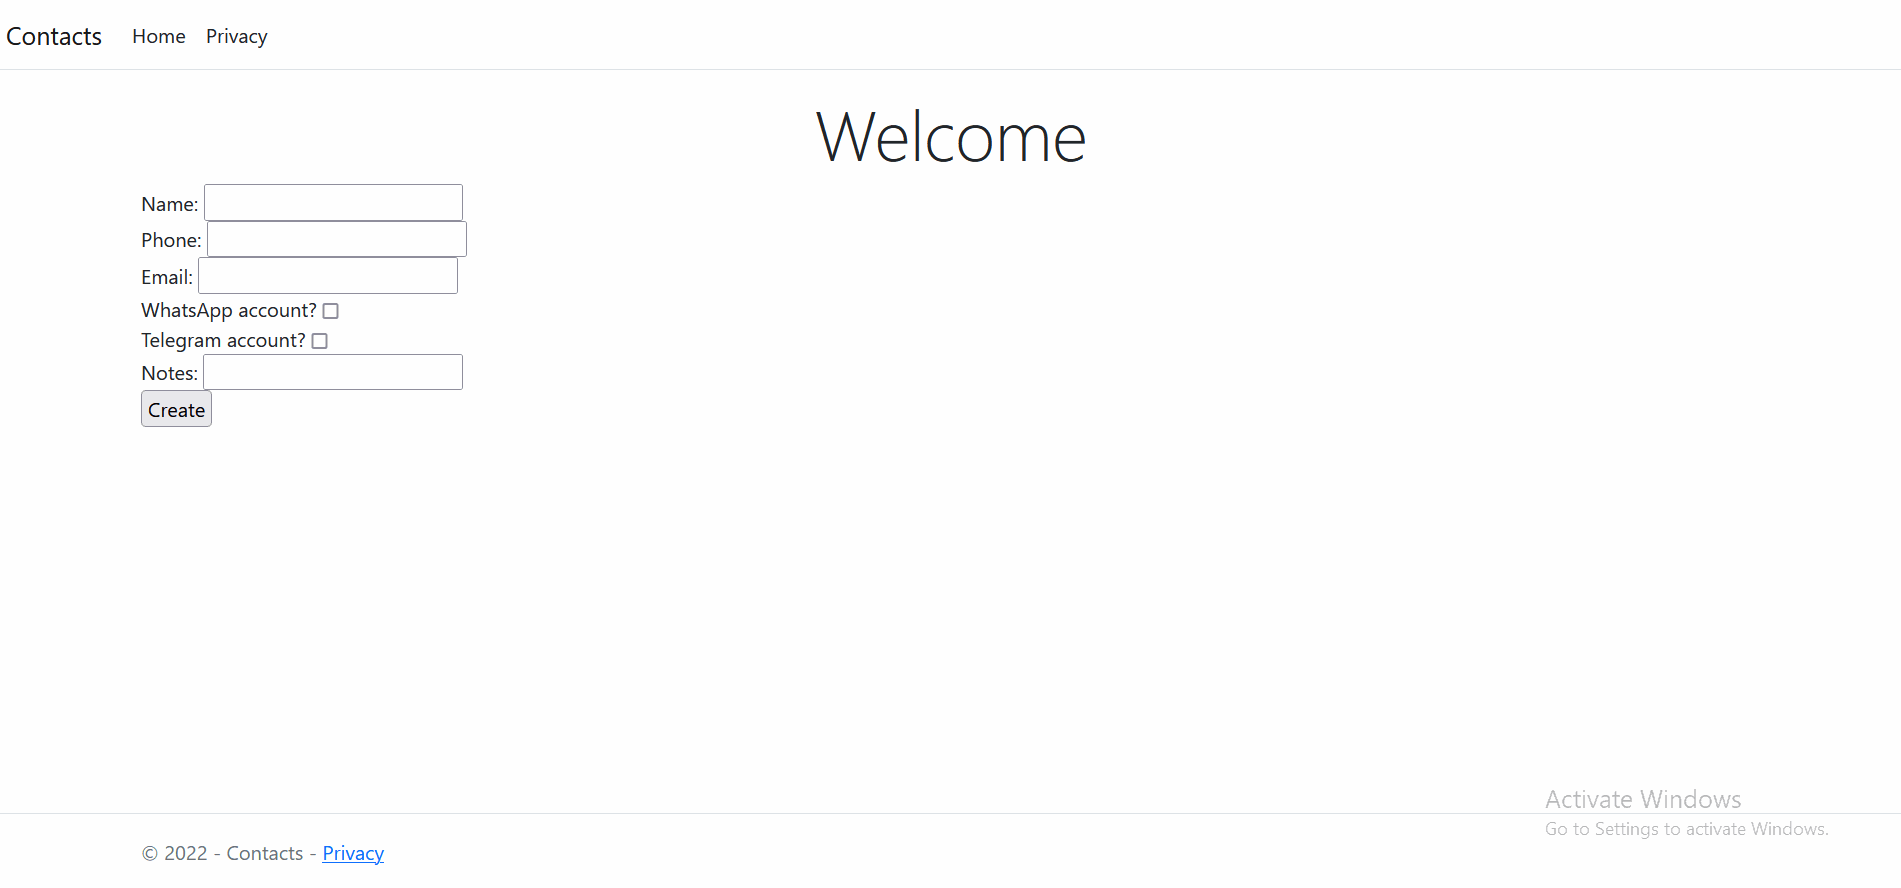 Contacts Home Privacy
Welcome
Name:
Phone:
Email:
WhatsApp account?
Telegram account?
Notes:
Create
Activate Windows
Go to Settings to activate Windows.
© 2022 - Contacts - Privacy